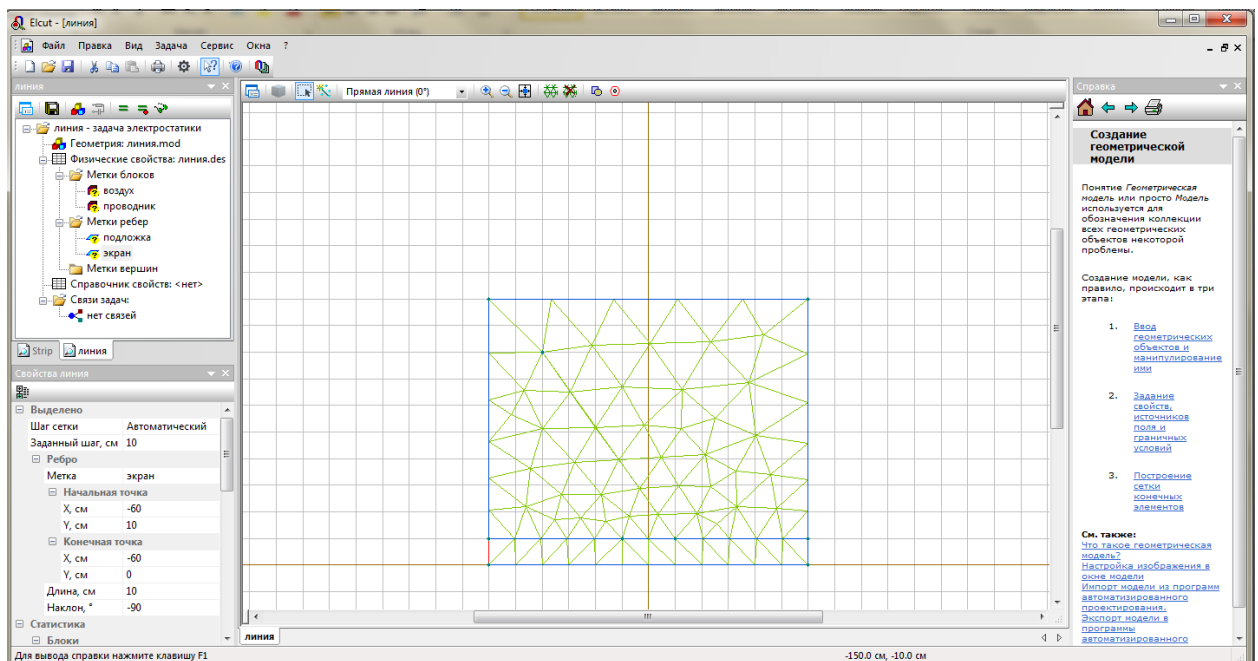 Elcut - [линия]
Файл Правка Вид Задача Сервис Окна ?
линия
линия - задача электростатики
Геометрия: линия.mod
Физические свойства: линия.des
Метки блоков
воздух
проводник
Метки ребер
подложка
экран
Метки вершин
Справочник свойств: <нет>
Связи задач:
нет связей
Strip линия
Свойства линия
Выделено
Шаг сетки Автоматический
Заданный шаг, см 10
Ребро
Метка экран
Начальная точка
X, см -60
Y, см 10
Конечная точка
X, см -60
Y, см 0
Длина, см 10
Наклон, ° -90
Статистика
Блоки
Прямая линия (0°)
линия
Справка
Создание
геометрической
модели
Понятие Геометрическая
модель или просто Модель
используется для
обозначения коллекции
всех геометрических
объектов некоторой
проблемы.
Создание модели, как
правило, происходит в три
этапа:
1. Ввод
геометрических
объектов и
манипулирование
ими
2. Задание
свойств,
источников
поля и
граничных
условий
3. Построение
сетки
конечных
элементов
См. также:
Что такое геометрическая
модель?
Настройка изображения в
окне модели
Импорт модели из программ
автоматизированного
проектирования.
Экспорт модели в
программы
автоматизированного
Для вывода справки нажмите клавишу F1
-150.0 см, -10.0 см